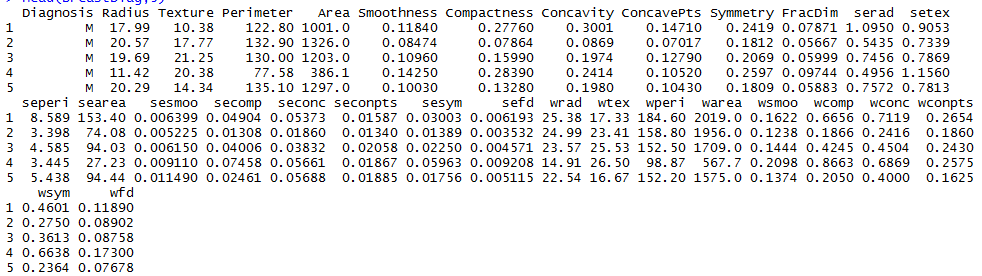 > head(BreastDiag,5)
Diagnosis Radius Texture Perimeter Area Smoothness Compactness Concavity ConcavePts Symmetry FracDim serad setex
1 M 17.99 10.38 122.80 1001.0 0.11840 0.27760 0.3001 0.14710 0.2419 0.07871 1.0950 0.9053
2 M 20.57 17.77 132.90 1326.0 0.08474 0.07864 0.0869 0.07017 0.1812 0.05667 0.5435 0.7339
3 M 19.69 21.25 130.00 1203.0 0.10960 0.15990 0.1974 0.12790 0.2069 0.05999 0.7456 0.7869
4 M 11.42 20.38 77.58 386.1 0.14250 0.28390 0.2414 0.10520 0.2597 0.09744 0.4956 1.1560
5 M 20.29 14.34 135.10 1297.0 0.10030 0.13280 0.1980 0.10430 0.1809 0.05883 0.7572 0.7813
seperi searea sesmoo secomp seconc seconpts sesym sefd wrad wtex wperi warea wsmoo wcomp wconc wconpts
1 8.589 153.40 0.006399 0.04904 0.05373 0.01587 0.03003 0.006193 25.38 17.33 184.60 2019.0 0.1622 0.6656 0.7119 0.2654
2 3.398 74.08 0.005225 0.01308 0.01860 0.01340 0.01389 0.003532 24.99 23.41 158.80 1956.0 0.1238 0.1866 0.2416 0.1860
3 4.585 94.03 0.006150 0.04006 0.03832 0.02058 0.02250 0.004571 23.57 25.53 152.50 1709.0 0.1444 0.4245 0.4504 0.2430
4 3.445 27.23 0.009110 0.07458 0.05661 0.01867 0.05963 0.009208 14.91 26.50 98.87 567.7 0.2098 0.8663 0.6869 0.2575
5 5.438 94.44 0.011490 0.02461 0.05688 0.01885 0.01756 0.005115 22.54 16.67 152.20 1575.0 0.1374 0.2050 0.4000 0.1625
wsym wfd
1 0.4601 0.11890
2 0.2750 0.08902
3 0.3613 0.08758
4 0.6638 0.17300
5 0.2364 0.07678